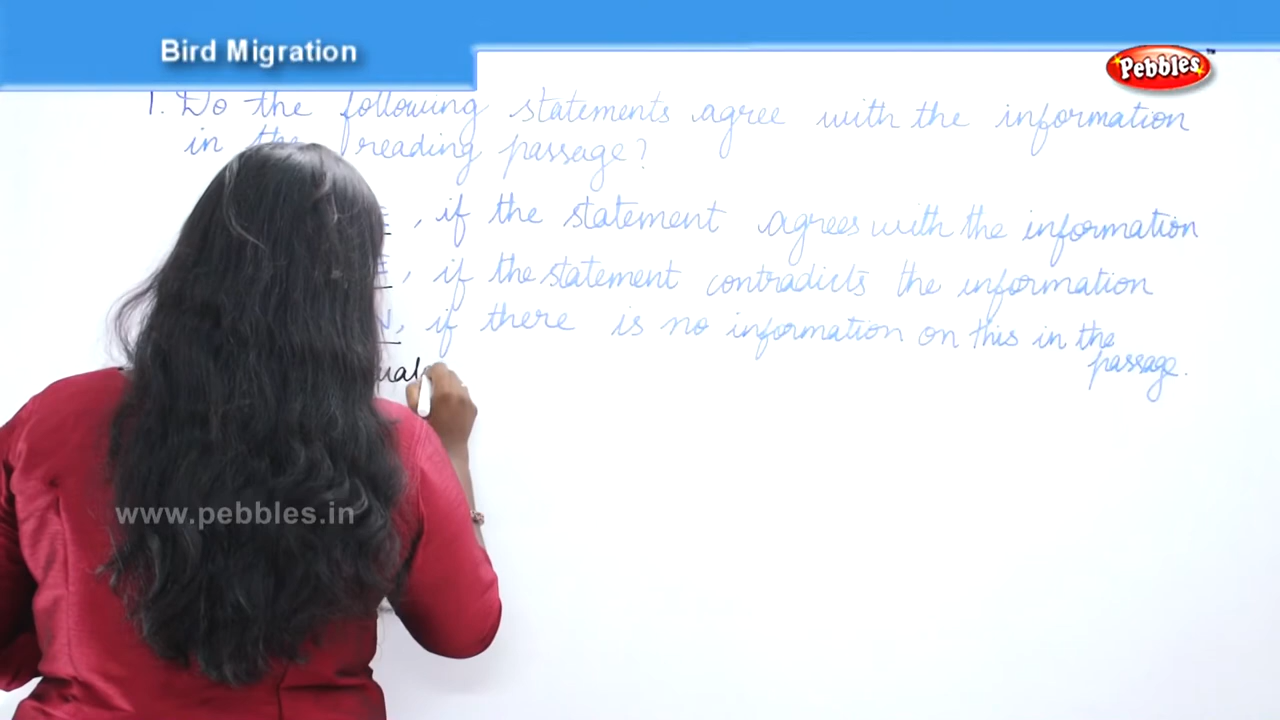 Bird Migration
Pebbles
1. Do the following statements agree with the information
in the reading passage?
, if the statement agrees with the information
, if the statement contradicts the information
, if there is no information on this in the
passage.
www.pebbles.in